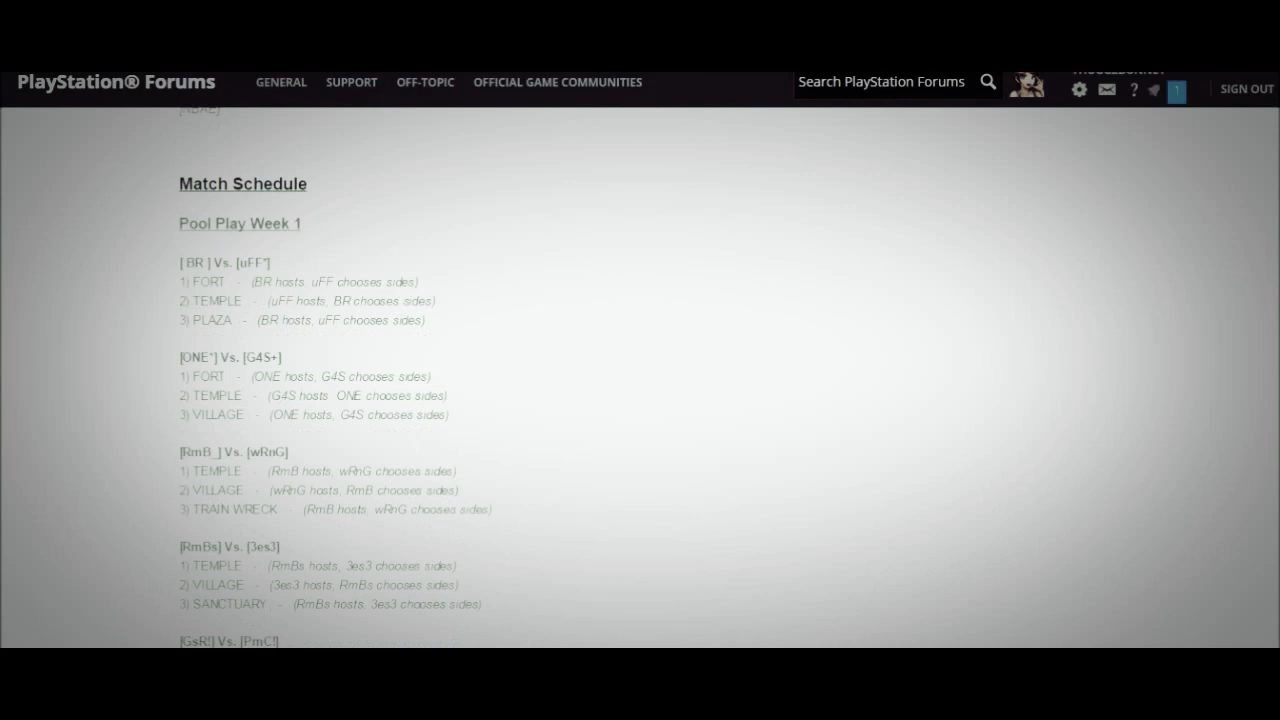 PlayStation® Forums GENERAL SUPPORT OFF-TOPIC OFFICIAL GAME COMMUNITIES Search PlayStation Forums ? 1 SIGN OUT
Match Schedule
Pool Play Week 1
[ BR ] Vs. [uFF*]
1) FORT - (BR hosts, uFF chooses sides)
2) TEMPLE - (uFF hosts, BR chooses sides)
3) PLAZA - (BR hosts, uFF chooses sides)
[ONE*] Vs. [G4S+]
1) FORT - (ONE hosts, G4S chooses sides)
2) TEMPLE - (G4S hosts ONE chooses sides)
3) VILLAGE - (ONE hosts, G4S chooses sides)
[RmB_] Vs. [wRnG]
1) TEMPLE - (RmB hosts, wRnG chooses sides)
2) VILLAGE - (wRnG hosts, RmB chooses sides)
3) TRAIN WRECK - (RmB hosts, wRnG chooses sides)
[RmBs] Vs. [3es3]
1) TEMPLE - (RmBs hosts, 3es3 chooses sides)
2) VILLAGE - (3es3 hosts, RmBs chooses sides)
3) SANCTUARY - (RmBs hosts, 3es3 chooses sides)
[GsR!] Vs. [PmC!]